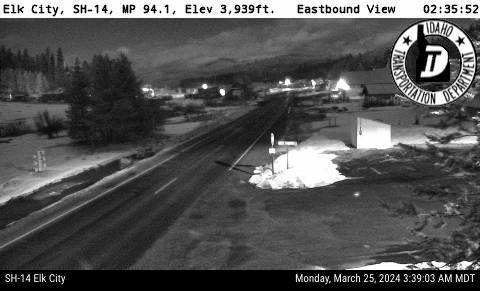 Elk City, SH-14, MP 94.1, Elev 3,939ft. Eastbound View 02:35:52
IDAHO
TRANSPORTATION DEPARTMENT
SH-14 Elk City Monday, March 25, 2024 3:39:03 AM MDT